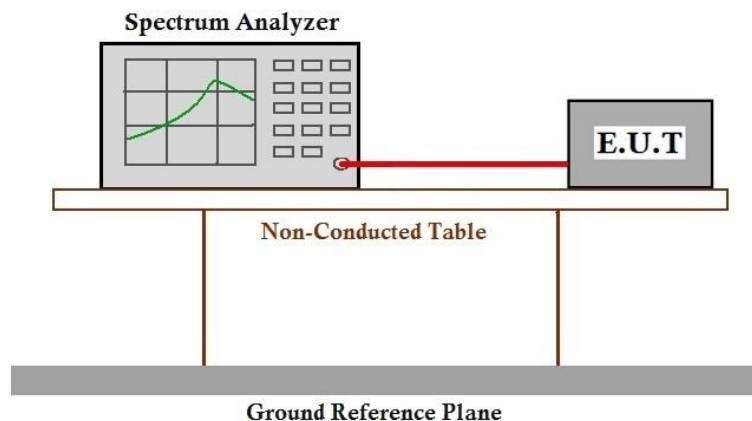 Spectrum Analyzer
E.U.T
Non-Conducted Table
Ground Reference Plane